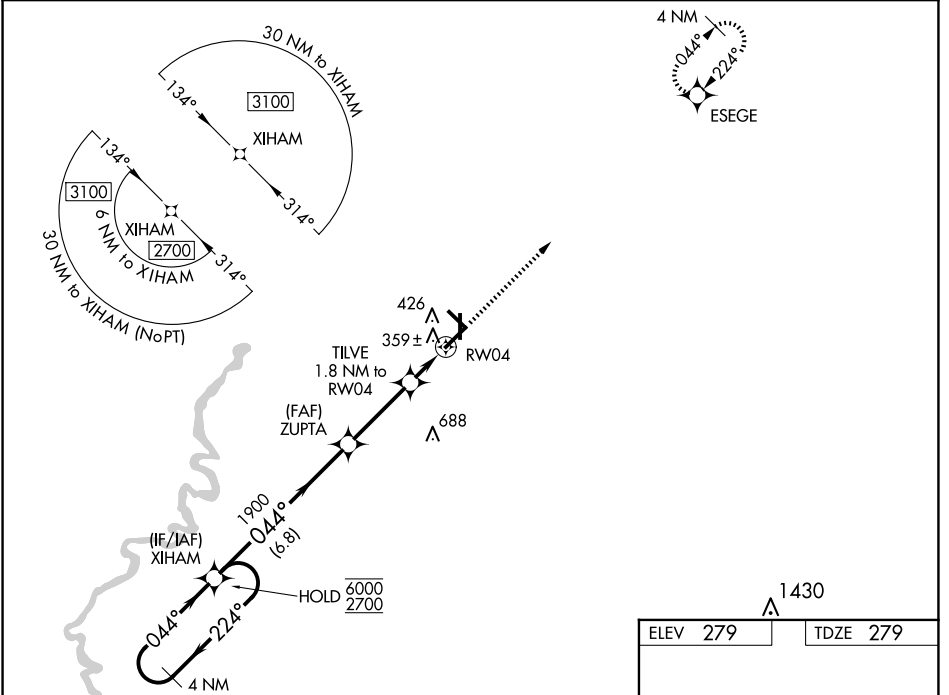 30 NM to XIHAM
134°
3100
XIHAM
314°
134°
3100
XIHAM
6 NM to XIHAM
2700
314°
30 NM to XIHAM (NoPT)
4 NM
044°
224°
ESEGE
426
359 ±
RW04
TILVE
1.8 NM to
RW04
688
(FAF)
ZUPTA
1900
044°
(6.8)
(IF/IAF)
XIHAM
HOLD 6000
2700
044°
224°
4 NM
1430
ELEV 279
TDZE 279